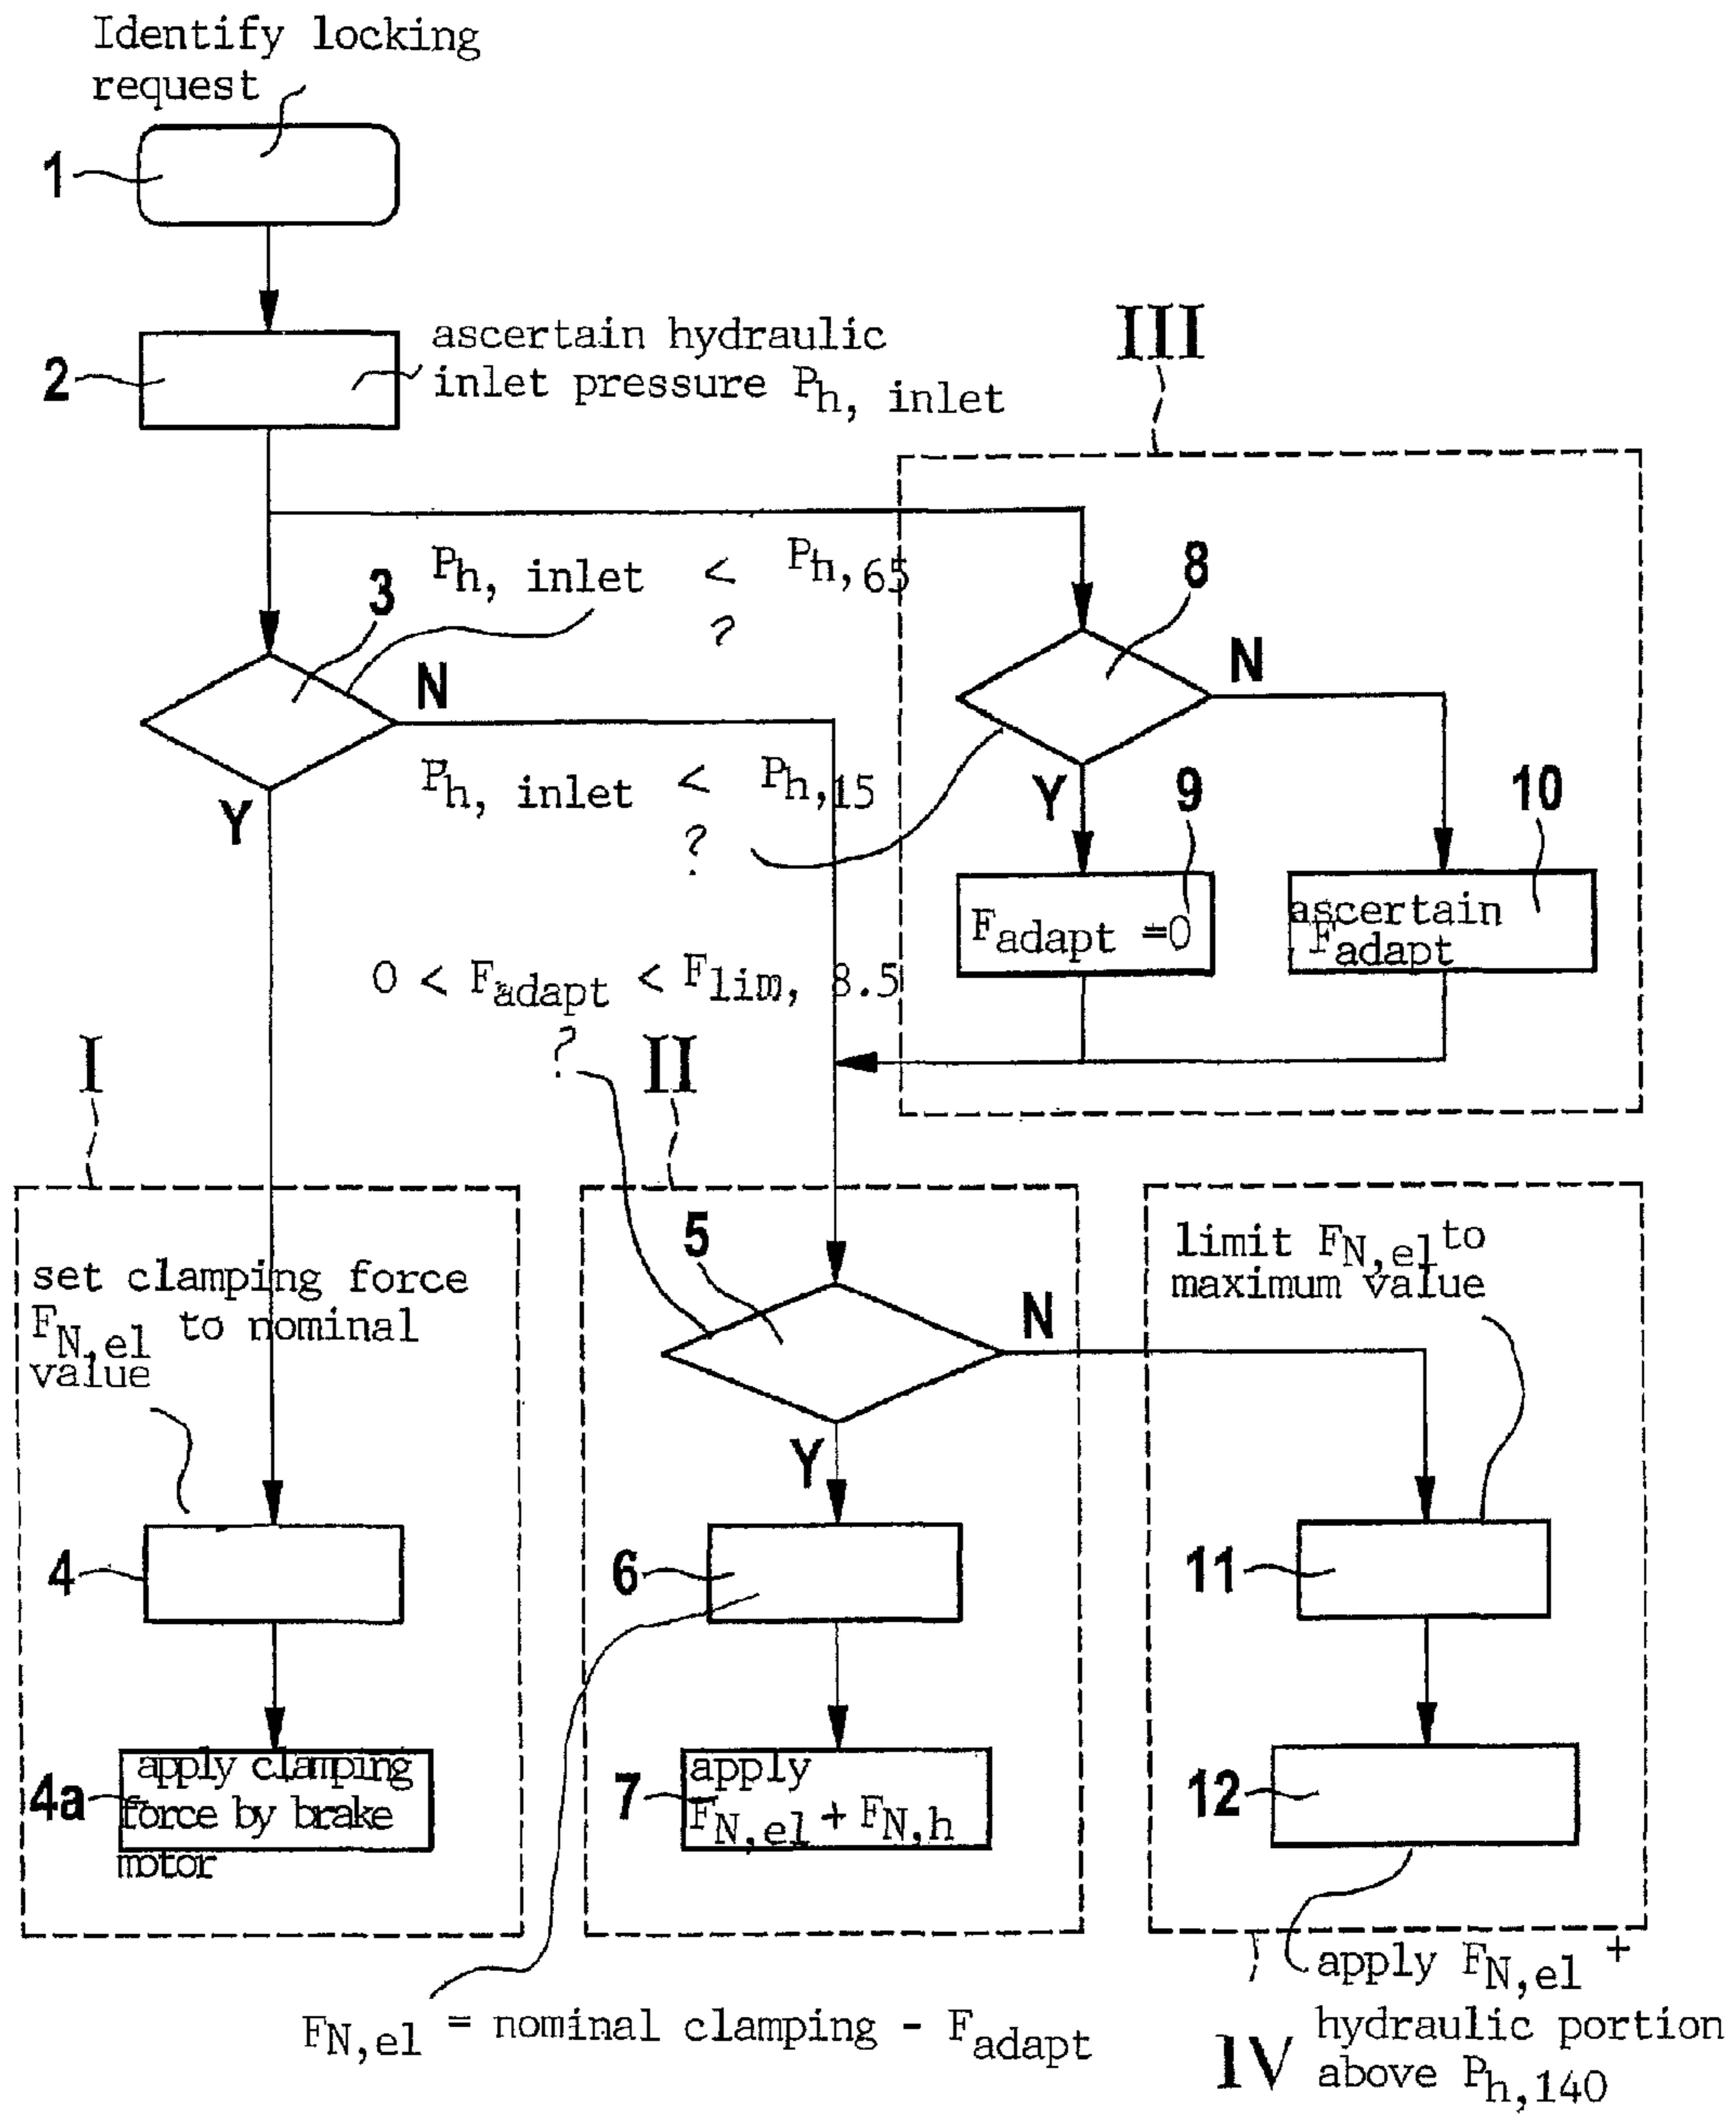 Identify locking
request
1
2
ascertain hydraulic
inlet pressure Ph, inlet
III
3
Ph, inlet < Ph,65
?
8
N
N
Ph, inlet < Ph,15
?
Y
Y
9
10
Fadapt =0
ascertain
Fadapt
0 < Fadapt < Flim, 8.5
?
I
II
set clamping force
FN,el to nominal
value
5
N
limit FN,el to
maximum value
Y
4
6
11
4a
apply clamping
force by brake
motor
7
apply
FN,el + FN,h
12
FN,el = nominal clamping - Fadapt
IV
apply FN,el +
hydraulic portion
above Ph,140